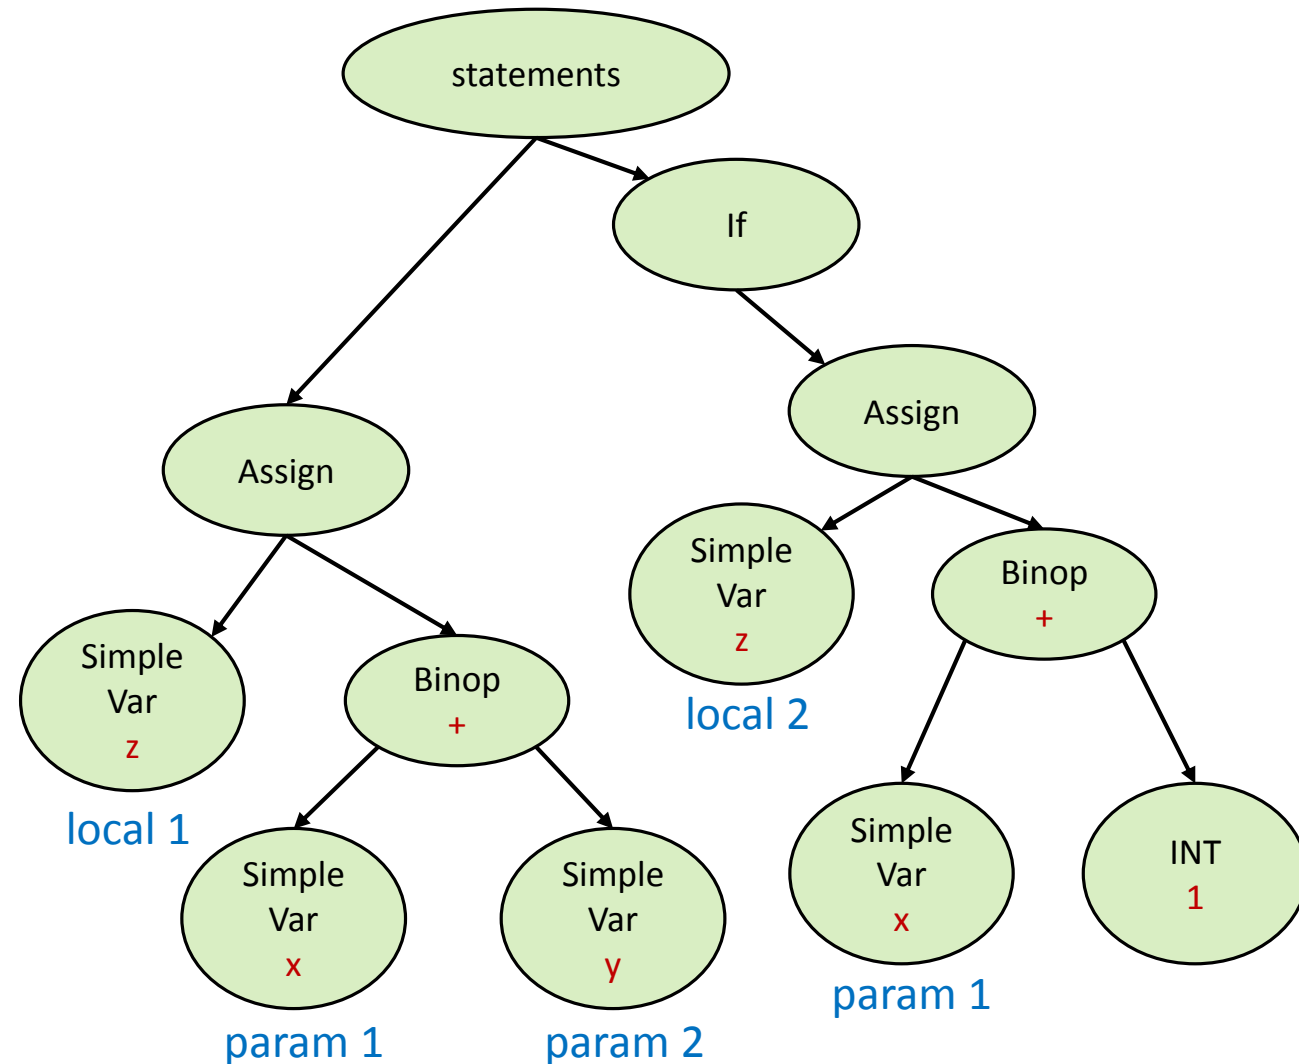 statements
If
Assign
Assign
Simple
Var
z
local 2
Binop
+
Simple
Var
z
local 1
Binop
+
Simple
Var
x
param 1
Simple
Var
y
param 2
Simple
Var
x
param 1
INT
1